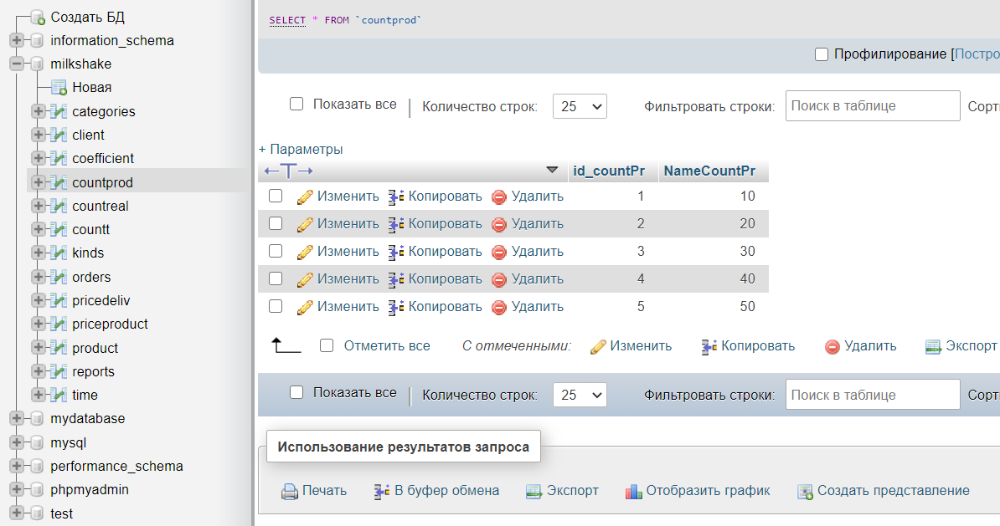 Создать БД
information_schema
milkshake
Новая
categories
client
coefficient
countprod
countreal
countt
kinds
orders
pricedeliv
priceproduct
product
reports
time
mydatabase
mysql
performance_schema
phpmyadmin
test
SELECT * FROM `countprod`
Профилирование [Постро
Показать все Количество строк: 25 Фильтровать строки: Поиск в таблице Сорт
+ Параметры
←T→ id_countPr NameCountPr
Изменить Копировать Удалить 1 10
Изменить Копировать Удалить 2 20
Изменить Копировать Удалить 3 30
Изменить Копировать Удалить 4 40
Изменить Копировать Удалить 5 50
Отметить все С отмеченными: Изменить Копировать Удалить Экспорт
Показать все Количество строк: 25 Фильтровать строки: Поиск в таблице Сорт
Использование результатов запроса
Печать В буфер обмена Экспорт Отобразить график Создать представление